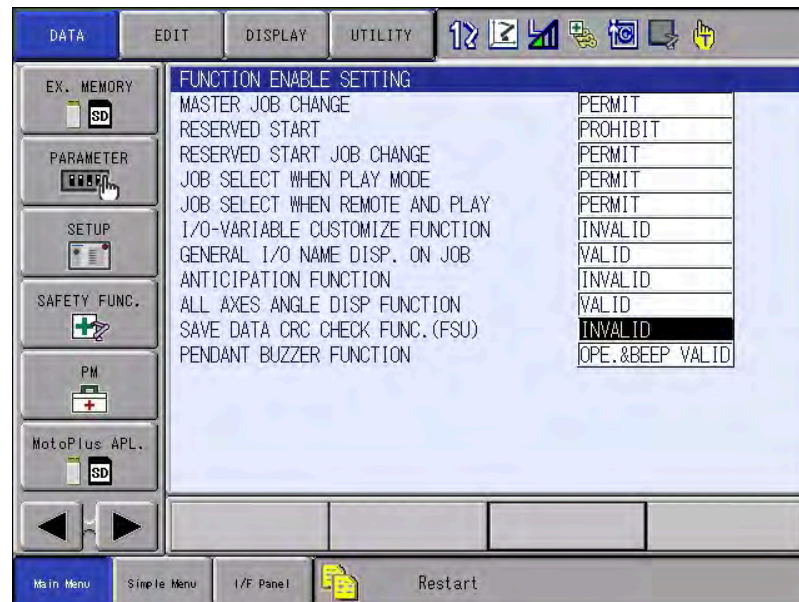 DATA EDIT DISPLAY UTILITY 12
EX. MEMORY
SD
PARAMETER
SETUP
SAFETY FUNC.
PM
MotoPlus APL.
SD
FUNCTION ENABLE SETTING
MASTER JOB CHANGE PERMIT
RESERVED START PROHIBIT
RESERVED START JOB CHANGE PERMIT
JOB SELECT WHEN PLAY MODE PERMIT
JOB SELECT WHEN REMOTE AND PLAY PERMIT
I/O-VARIABLE CUSTOMIZE FUNCTION INVALID
GENERAL I/O NAME DISP. ON JOB VALID
ANTICIPATION FUNCTION INVALID
ALL AXES ANGLE DISP FUNCTION VALID
SAVE DATA CRC CHECK FUNC.(FSU) INVALID
PENDANT BUZZER FUNCTION OPE.&BEEP VALID
Main Menu Simple Menu I/F Panel Restart